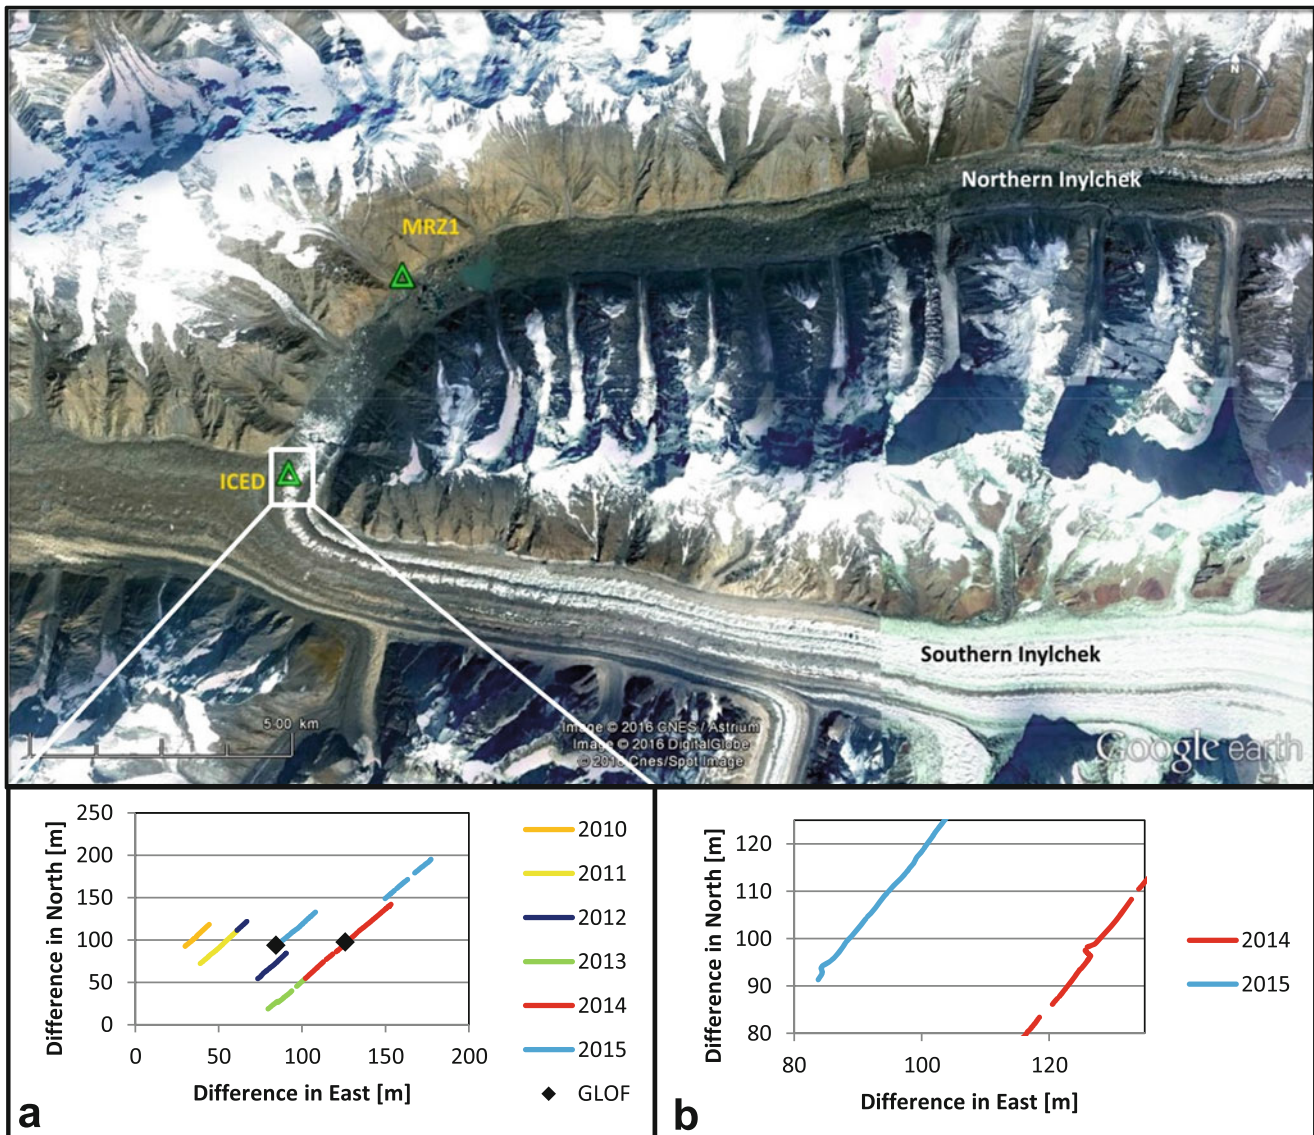 N
Northern Inylchek
MRZ1
ICED
Southern Inylchek
5.00 km
Image © 2016 CNES / Astrium
Image © 2016 DigitalGlobe
© 2016 Cnes/Spot Image
Google earth
Difference in North [m]
250
200
150
100
50
0
0 50 100 150 200
Difference in East [m]
2010
2011
2012
2013
2014
2015
GLOF
a
Difference in North [m]
120
110
100
90
80
80 100 120
Difference in East [m]
2014
2015
b